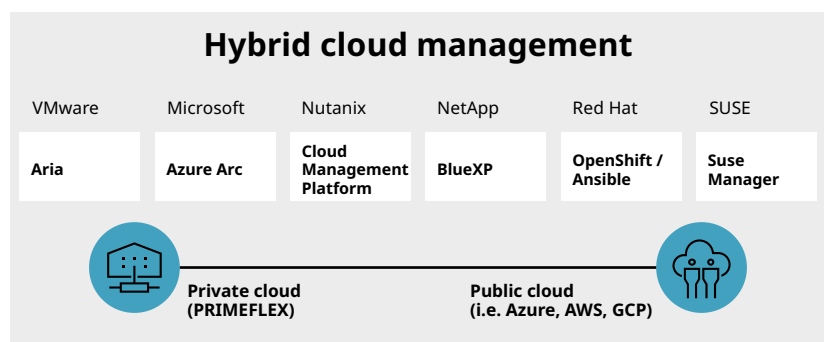 Hybrid cloud management
VMware
Microsoft
Nutanix
NetApp
Red Hat
SUSE
Aria
Azure Arc
Cloud
Management
Platform
BlueXP
OpenShift /
Ansible
Suse
Manager
Private cloud
(PRIMEFLEX)
Public cloud
(i.e. Azure, AWS, GCP)